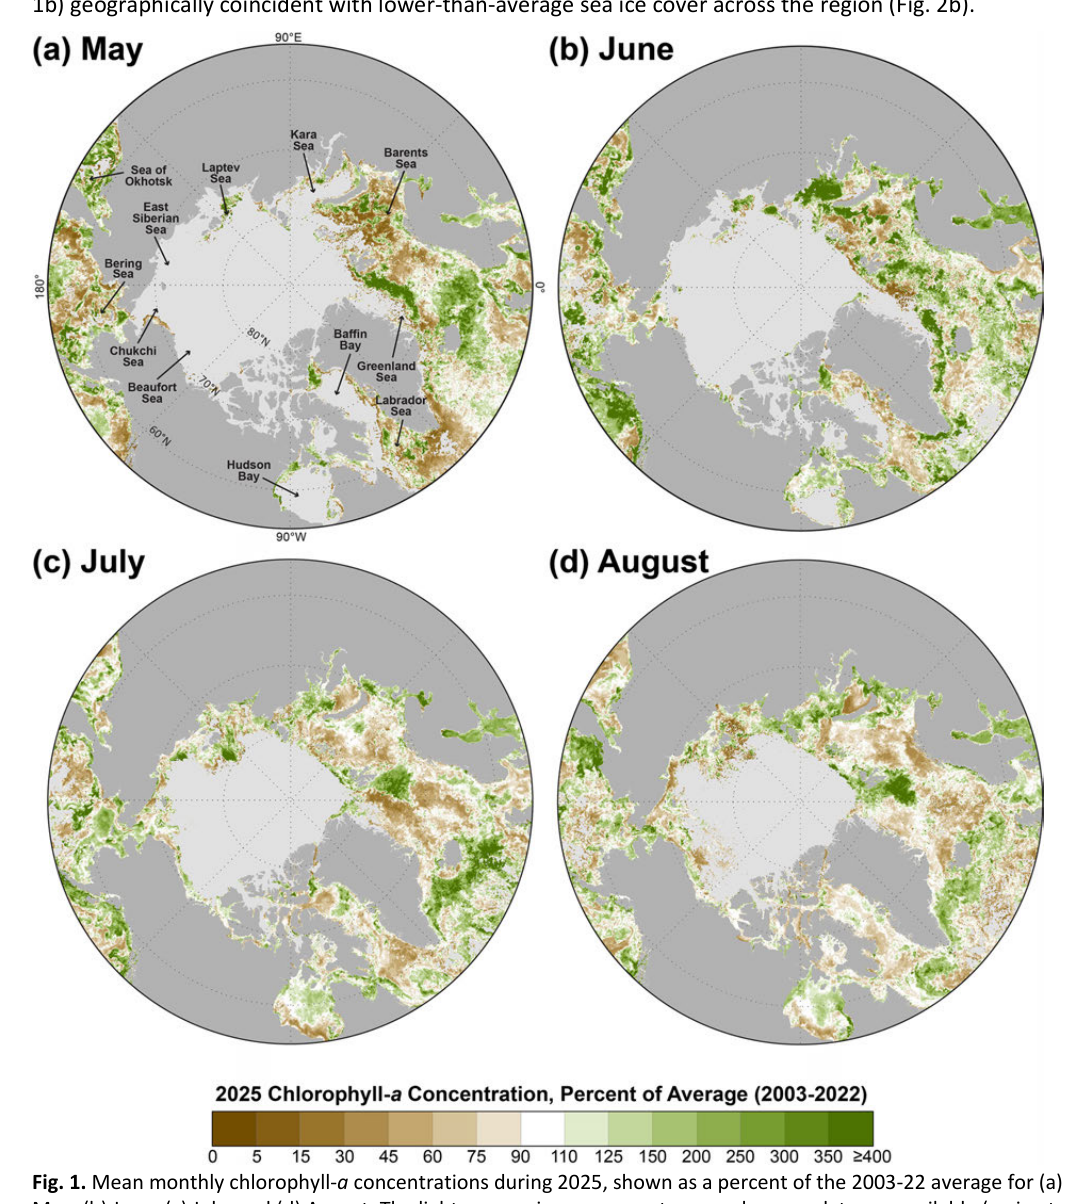 1b) geographically coincident with lower-than-average sea ice cover across the region (Fig. 2b).
(a) May
(b) June
90°E
Kara
Sea
Barents
Sea
Sea of
Okhotsk
Laptev
Sea
East
Siberian
Sea
Bering
Sea
180°
0°
80°N
Baffin
Bay
Chukchi
Sea
Greenland
Sea
Beaufort
Sea
70°N
Labrador
Sea
60°N
Hudson
Bay
90°W
(c) July
(d) August
2025 Chlorophyll-a Concentration, Percent of Average (2003-2022)
0 5 15 30 45 60 75 90 110 125 150 200 250 300 350 ≥400
Fig. 1. Mean monthly chlorophyll-a concentrations during 2025, shown as a percent of the 2003-22 average for (a)